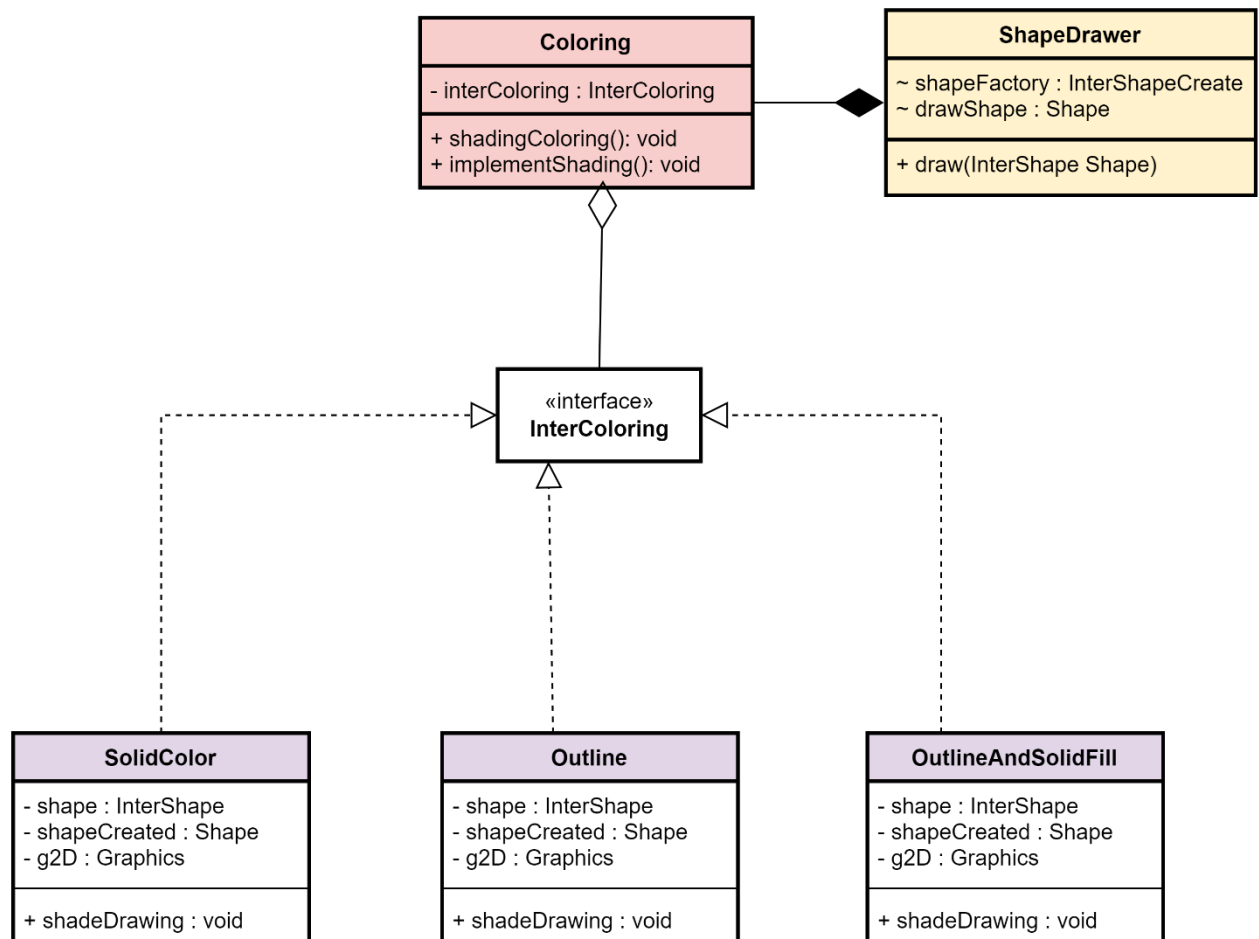 Coloring
- interColoring : InterColoring
+ shadingColoring(): void
+ implementShading(): void
ShapeDrawer
~ shapeFactory : InterShapeCreate
~ drawShape : Shape
+ draw(InterShape Shape)
«interface»
InterColoring
SolidColor
- shape : InterShape
- shapeCreated : Shape
- g2D : Graphics
+ shadeDrawing : void
Outline
- shape : InterShape
- shapeCreated : Shape
- g2D : Graphics
+ shadeDrawing : void
OutlineAndSolidFill
- shape : InterShape
- shapeCreated : Shape
- g2D : Graphics
+ shadeDrawing : void